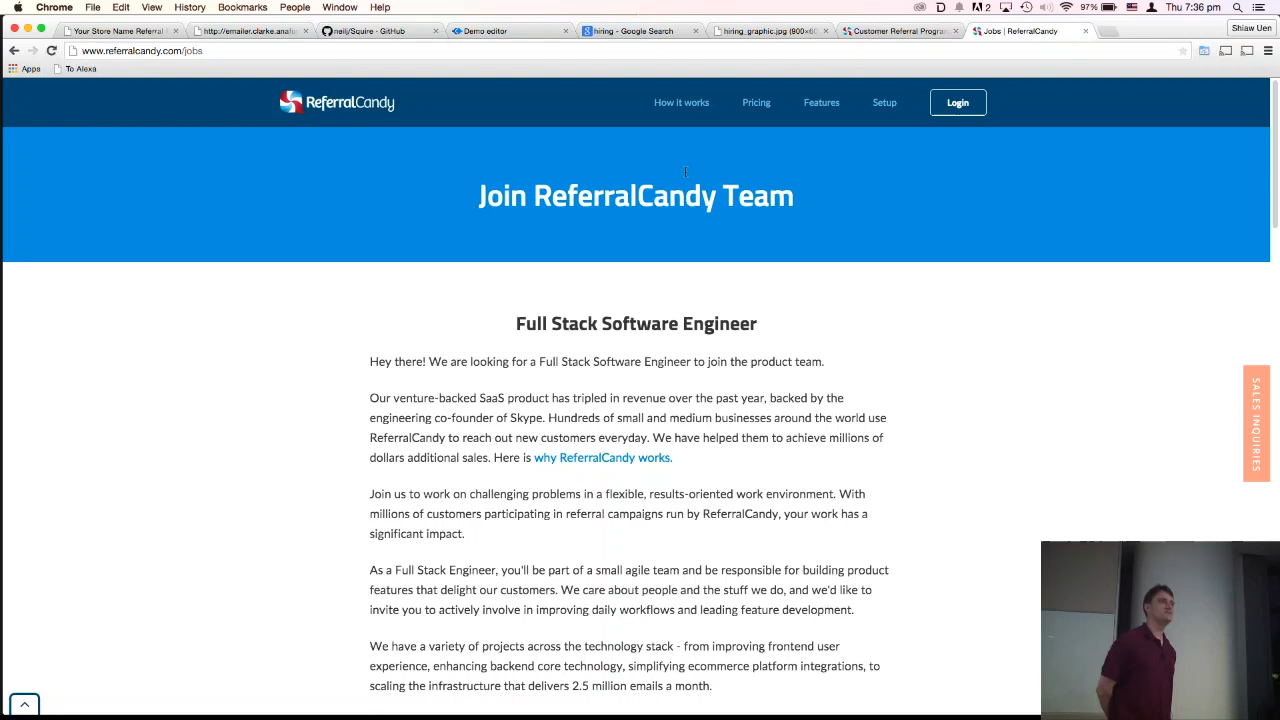 Chrome File Edit View History Bookmarks People Window Help 2 97% Thu 7:36 pm
Your Store Name Referral http://emailer.clarke.anafor neilj/Squire · GitHub Demo editor hiring - Google Search hiring_graphic.jpg (900×60 Customer Referral Program Jobs | ReferralCandy Shiaw Uen
www.referralcandy.com/jobs
Apps To Alexa
ReferralCandy How it works Pricing Features Setup Login
Join ReferralCandy Team
Full Stack Software Engineer
Hey there! We are looking for a Full Stack Software Engineer to join the product team.
Our venture-backed SaaS product has tripled in revenue over the past year, backed by the
engineering co-founder of Skype. Hundreds of small and medium businesses around the world use
ReferralCandy to reach out new customers everyday. We have helped them to achieve millions of
dollars additional sales. Here is why ReferralCandy works.
Join us to work on challenging problems in a flexible, results-oriented work environment. With
millions of customers participating in referral campaigns run by ReferralCandy, your work has a
significant impact.
As a Full Stack Engineer, you'll be part of a small agile team and be responsible for building product
features that delight our customers. We care about people and the stuff we do, and we'd like to
invite you to actively involve in improving daily workflows and leading feature development.
We have a variety of projects across the technology stack - from improving frontend user
experience, enhancing backend core technology, simplifying ecommerce platform integrations, to
scaling the infrastructure that delivers 2.5 million emails a month.
SALES INQUIRIES